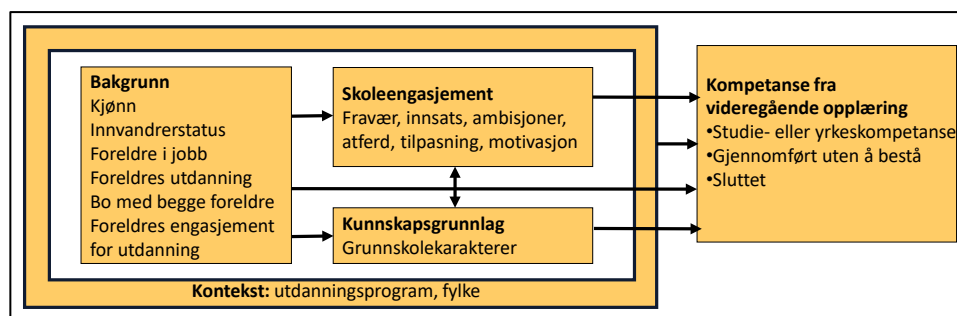 Bakgrunn
Kjønn
Innvandrerstatus
Foreldre i jobb
Foreldres utdanning
Bo med begge foreldre
Foreldres engasjement
for utdanning
Skoleengasjement
Fravær, innsats, ambisjoner,
atferd, tilpasning, motivasjon
Kunnskapsgrunnlag
Grunnskolekarakterer
Kontekst: utdanningsprogram, fylke
Kompetanse fra
videregående opplæring
•Studie- eller yrkeskompetanse
•Gjennomført uten å bestå
•Sluttet